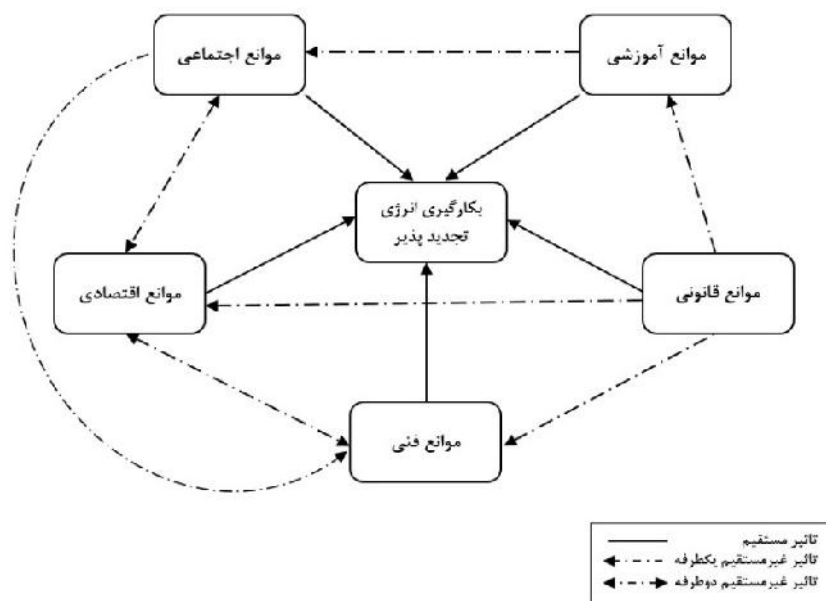 موانع آموزشی
موانع اجتماعی
بکارگیری انرژی
تجدید پذیر
موانع قانونی
موانع اقتصادی
موانع فنی
تاثیر مستقیم
تاثیر غیرمستقیم یکطرفه
تاثیر غیرمستقیم دوطرفه